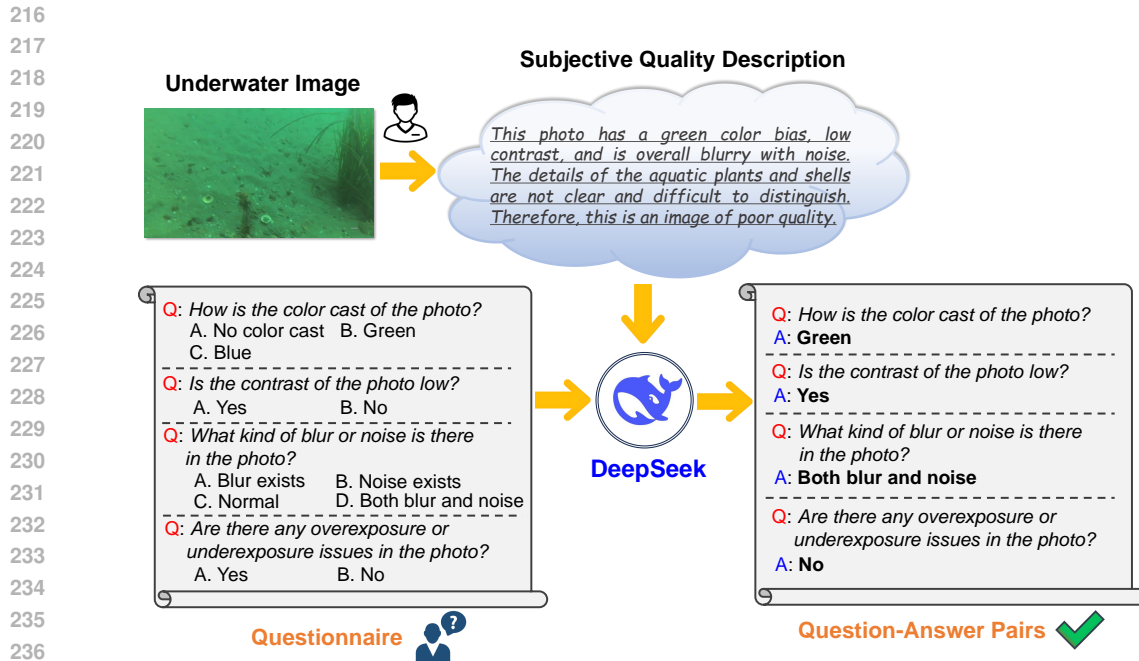 216
217
218
219
220
221
222
223
224
225
226
227
228
229
230
231
232
233
234
235
236
Underwater Image
Subjective Quality Description
This photo has a green color bias, low
contrast, and is overall blurry with noise.
The details of the aquatic plants and shells
are not clear and difficult to distinguish.
Therefore, this is an image of poor quality.
Q: How is the color cast of the photo?
A. No color cast B. Green
C. Blue
Q: Is the contrast of the photo low?
A. Yes B. No
Q: What kind of blur or noise is there
in the photo?
A. Blur exists B. Noise exists
C. Normal D. Both blur and noise
Q: Are there any overexposure or
underexposure issues in the photo?
A. Yes B. No
Questionnaire
?
DeepSeek
Q: How is the color cast of the photo?
A: Green
Q: Is the contrast of the photo low?
A: Yes
Q: What kind of blur or noise is there
in the photo?
A: Both blur and noise
Q: Are there any overexposure or
underexposure issues in the photo?
A: No
Question-Answer Pairs